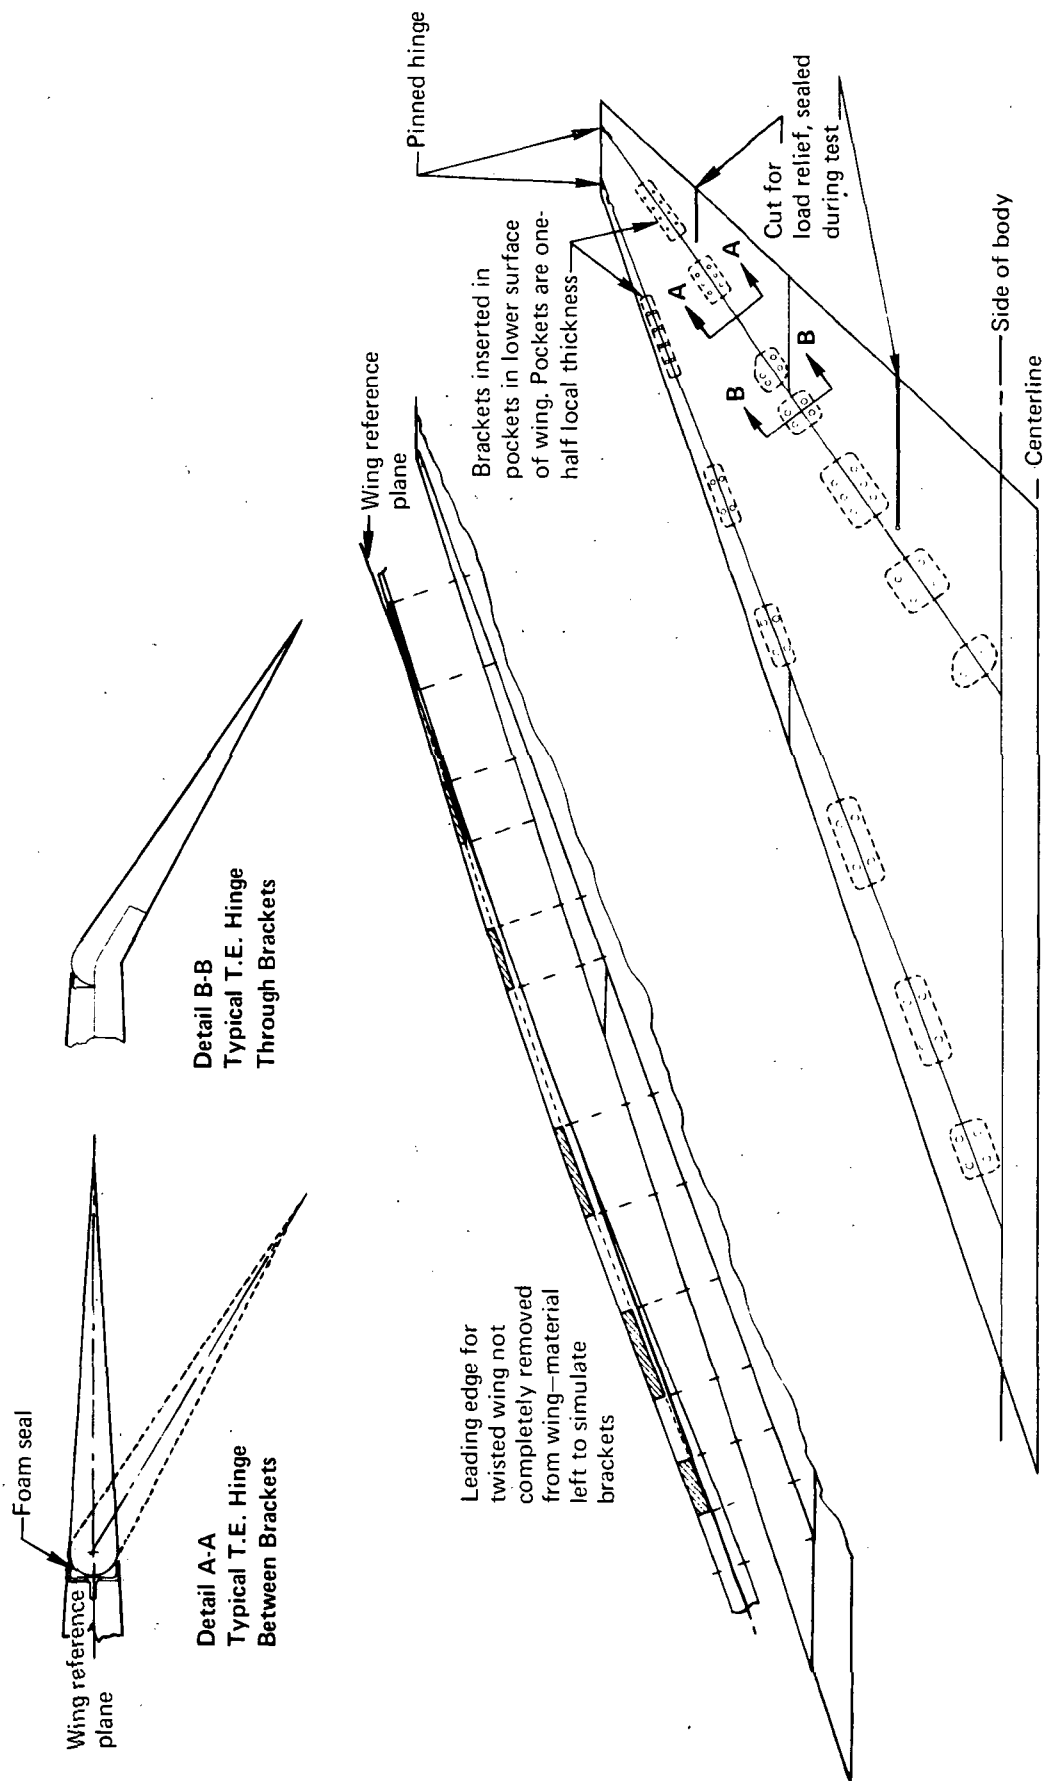 Foam seal
Wing reference
plane
Detail A-A
Typical T.E. Hinge
Between Brackets
Detail B-B
Typical T.E. Hinge
Through Brackets
Leading edge for
twisted wing not
completely removed
from wing—material
left to simulate
brackets
Wing reference
plane
Pinned hinge
Brackets inserted in
pockets in lower surface
of wing. Pockets are one-
half local thickness
A
A
B
B
Cut for
load relief, sealed
during test
Side of body
Centerline